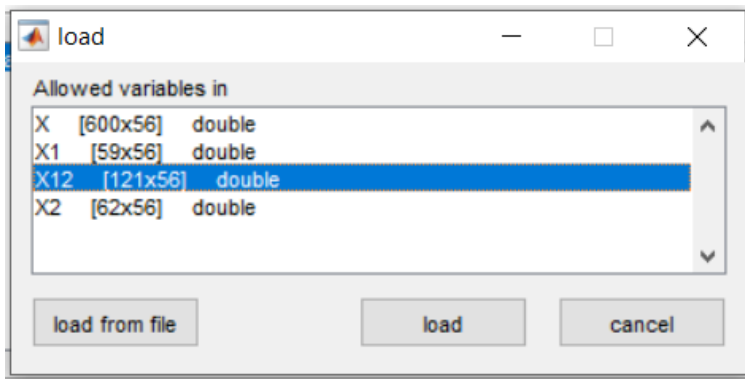 load
Allowed variables in
X [600x56] double
X1 [59x56] double
X12 [121x56] double
X2 [62x56] double
load from file load cancel